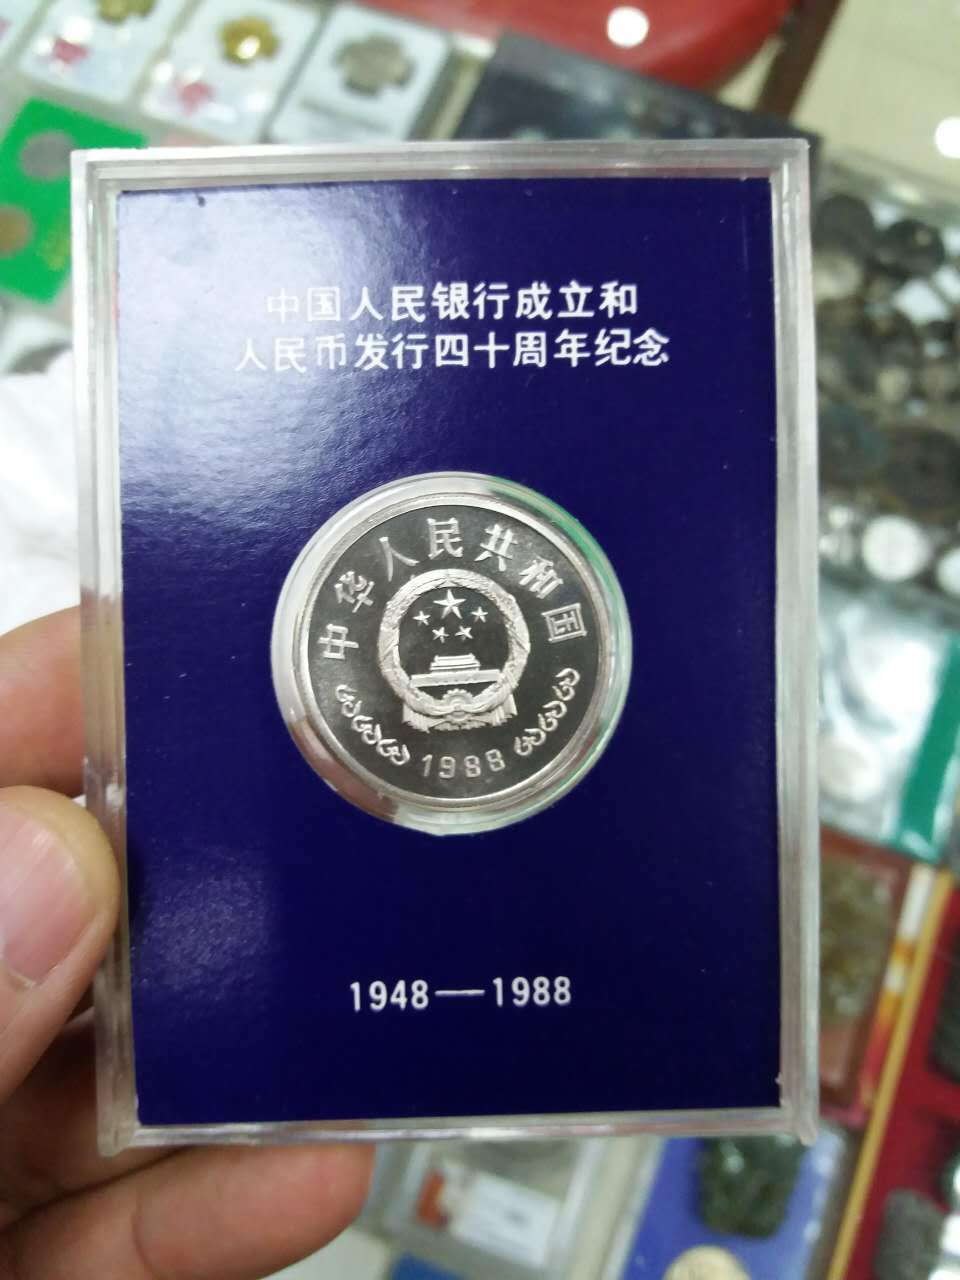 中国人民银行成立和
人民币发行四十周年纪念
中华人民共和国
1988
1948—1988